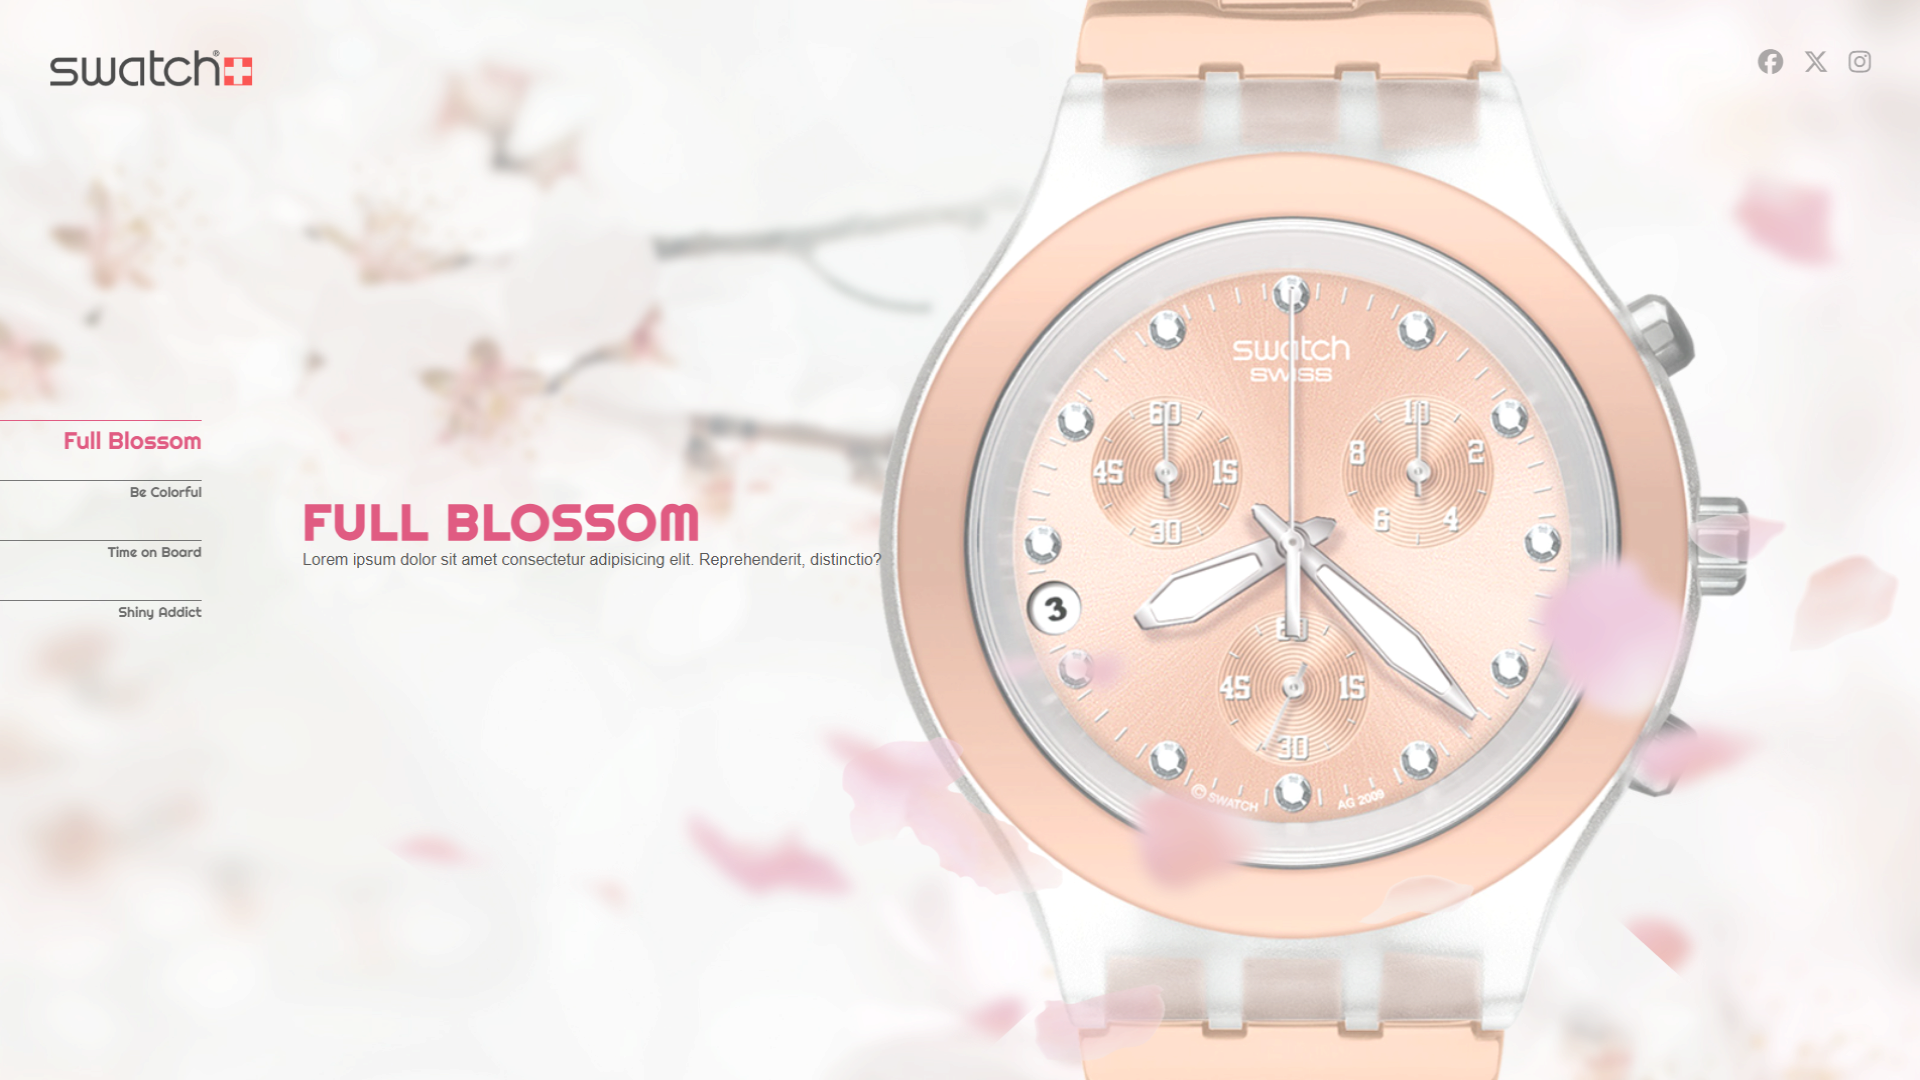 swatch®
Full Blossom
Be Colorful
Time on Board
Shiny Addict
FULL BLOSSOM
Lorem ipsum dolor sit amet consectetur adipisicing elit. Reprehenderit, distinctio?
swatch
SWISS
60
45 15
30
10
8 2
6 4
3
60
45 15
30
© SWATCH AG 2009